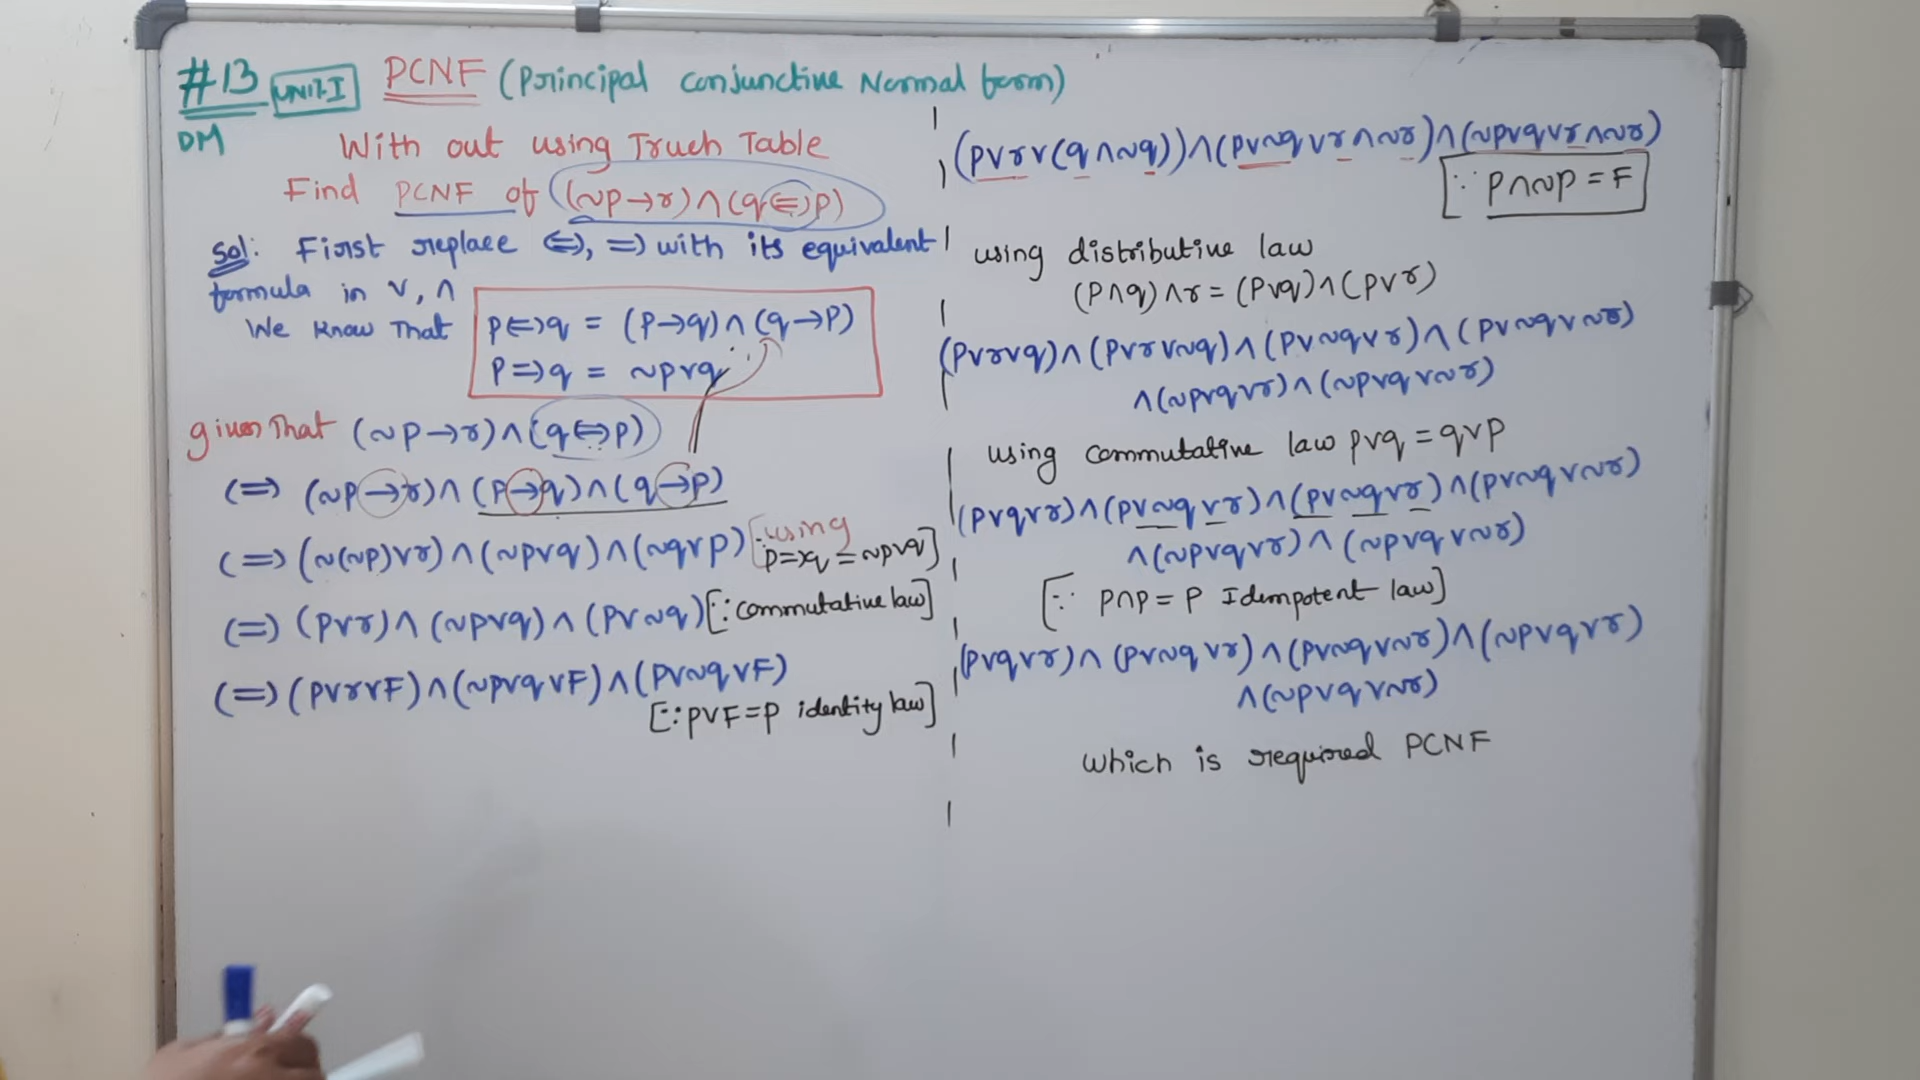 #13 UNIT-I PCNF (Principal Conjunctive Normal form)
DM
With out using Trueh Table
Find PCNF of (~p→r)∧(q⇔p)
Sol: First replace ⇔, ⇒ with its equivalent
formula in ∨, ∧
We Know That
p⇔q = (p→q)∧(q→p)
p⇒q = ~p∨q
given That (~p→r)∧(q⇔p)
(⇒) (~p→r)∧(p→q)∧(q→p)
(⇒) (~(~p)∨r)∧(~p∨q)∧(~q∨p) [∵using p⇒q = ~p∨q]
(⇒) (p∨r)∧(~p∨q)∧(p∨~q) [∵commutative law]
(⇒) (p∨r∨F)∧(~p∨q∨F)∧(p∨~q∨F)
[∵p∨F=p identity law]
(p∨r∨(q∧~q))∧(p∨~q∨r∧~r)∧(~p∨q∨r∧~r)
∵ p∧~p = F
using distributive law
(p∧q)∧r = (p∨q)∧(p∨r)
(p∨r∨q)∧(p∨r∨~q)∧(p∨~q∨r)∧(p∨~q∨~r)
∧(~p∨q∨r)∧(~p∨q∨~r)
using commutative law p∨q = q∨p
(p∨q∨r)∧(p∨~q∨r)∧(p∨~q∨r)∧(p∨~q∨~r)
∧(~p∨q∨r)∧(~p∨q∨~r)
[∵ p∩p = p Idempotent law]
(p∨q∨r)∧(p∨~q∨r)∧(p∨~q∨~r)∧(~p∨q∨r)
∧(~p∨q∨~r)
which is required PCNF